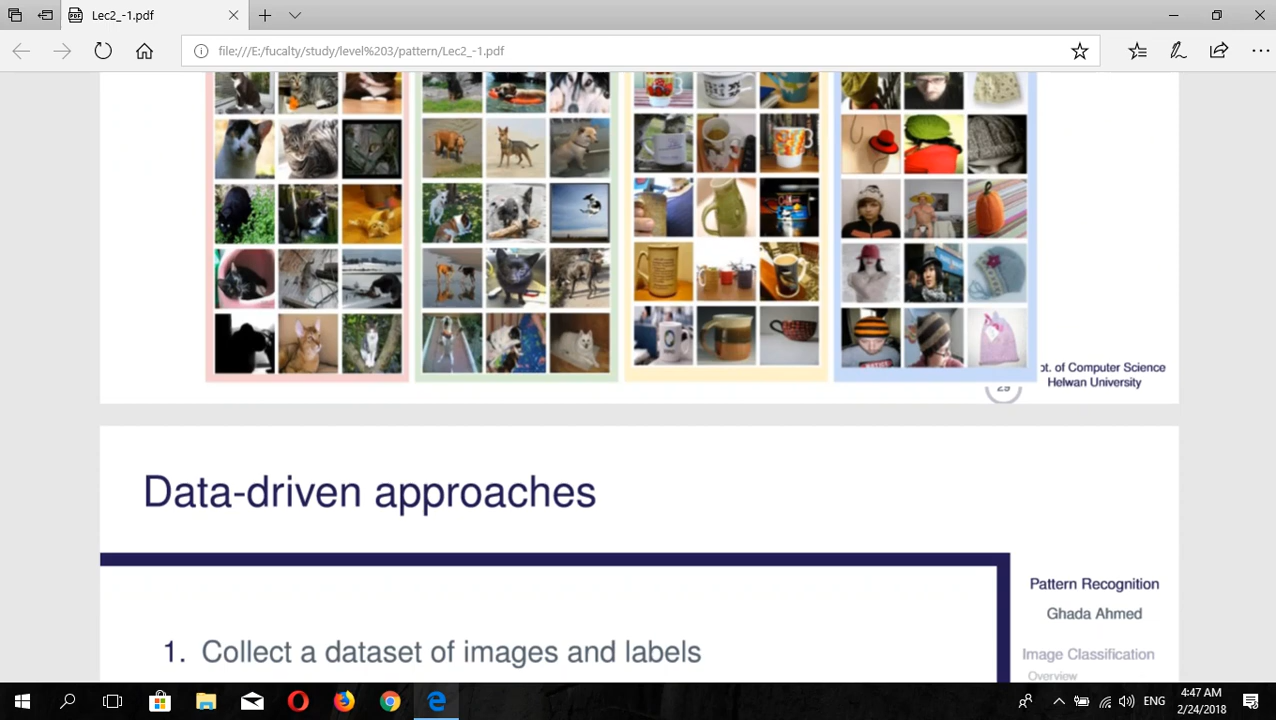 Lec2_-1.pdf
file:///E:/fucalty/study/level%203/pattern/Lec2_-1.pdf
pt. of Computer Science
Helwan University
29
Data-driven approaches
Pattern Recognition
Ghada Ahmed
1. Collect a dataset of images and labels
Image Classification
Overview
ENG
4:47 AM
2/24/2018